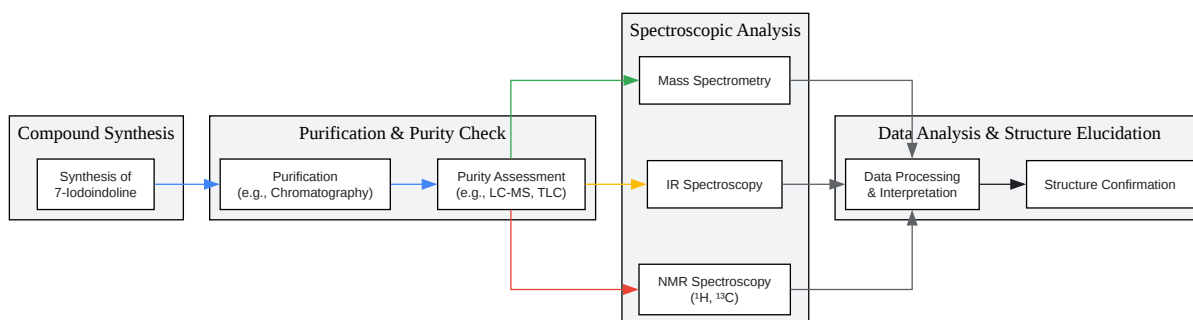 Compound Synthesis
Synthesis of
7-Iodoindoline
Purification & Purity Check
Purification
(e.g., Chromatography)
Purity Assessment
(e.g., LC-MS, TLC)
Spectroscopic Analysis
Mass Spectrometry
IR Spectroscopy
NMR Spectroscopy
(¹H, ¹³C)
Data Analysis & Structure Elucidation
Data Processing
& Interpretation
Structure Confirmation